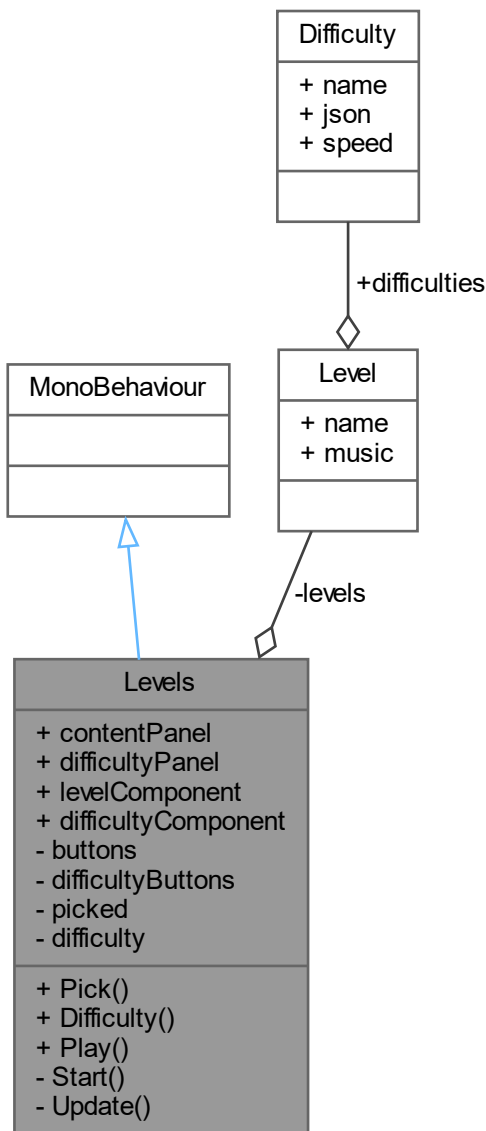 Difficulty
+ name
+ json
+ speed
+difficulties
Level
+ name
+ music
MonoBehaviour
-levels
Levels
+ contentPanel
+ difficultyPanel
+ levelComponent
+ difficultyComponent
- buttons
- difficultyButtons
- picked
- difficulty
+ Pick()
+ Difficulty()
+ Play()
- Start()
- Update()